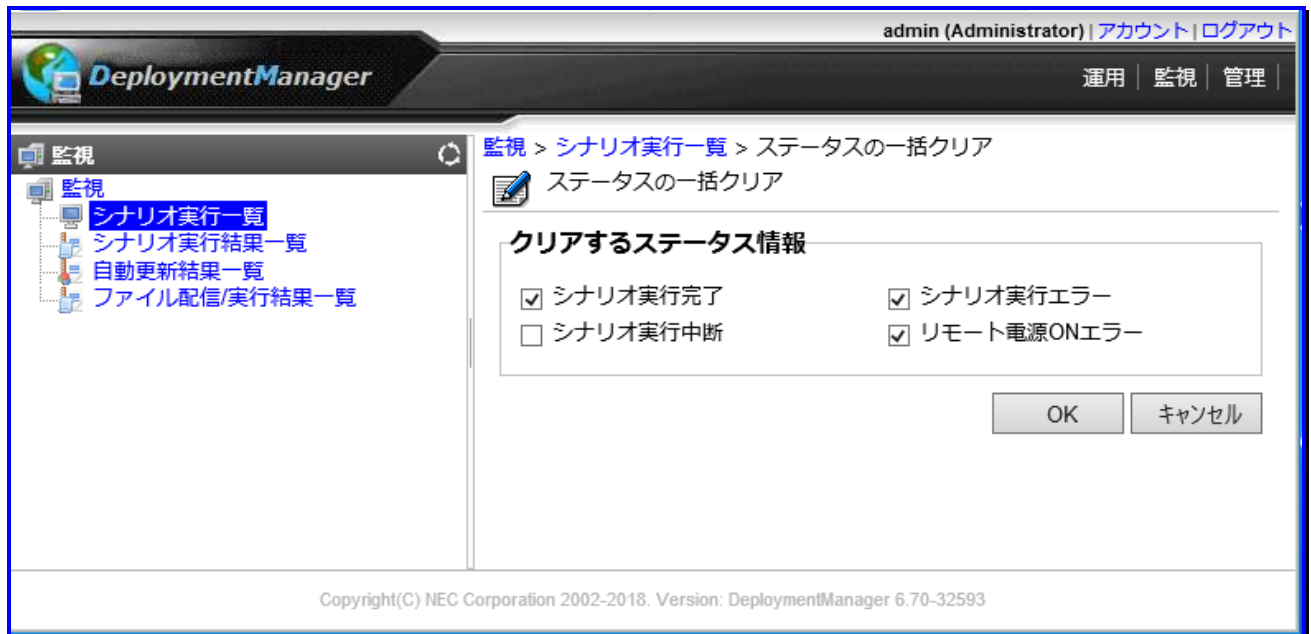 admin (Administrator) | アカウント | ログアウト
DeploymentManager
運用 | 監視 | 管理 |
監視
監視
シナリオ実行一覧
シナリオ実行結果一覧
自動更新結果一覧
ファイル配信/実行結果一覧
監視 > シナリオ実行一覧 > ステータスの一括クリア
ステータスの一括クリア
クリアするステータス情報
シナリオ実行完了 シナリオ実行エラー
シナリオ実行中断 リモート電源ONエラー
OK キャンセル
Copyright(C) NEC Corporation 2002-2018. Version: DeploymentManager 6.70-32593